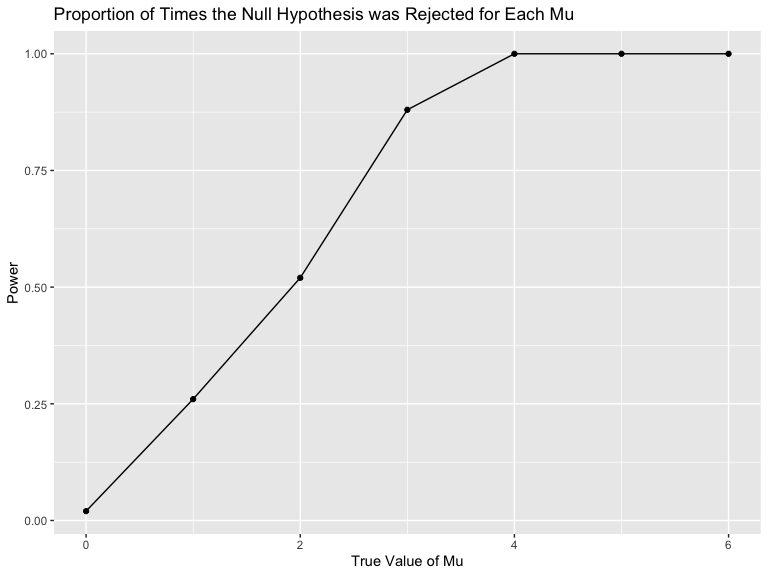 Proportion of Times the Null Hypothesis was Rejected for Each Mu
Power
1.00
0.75
0.50
0.25
0.00
0 2 4 6
True Value of Mu